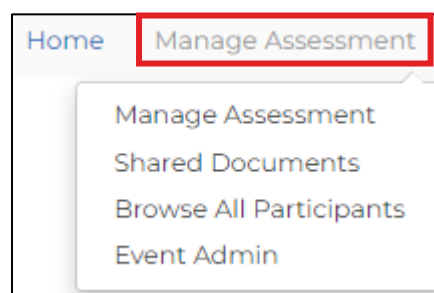 Home Manage Assessment
Manage Assessment
Shared Documents
Browse All Participants
Event Admin